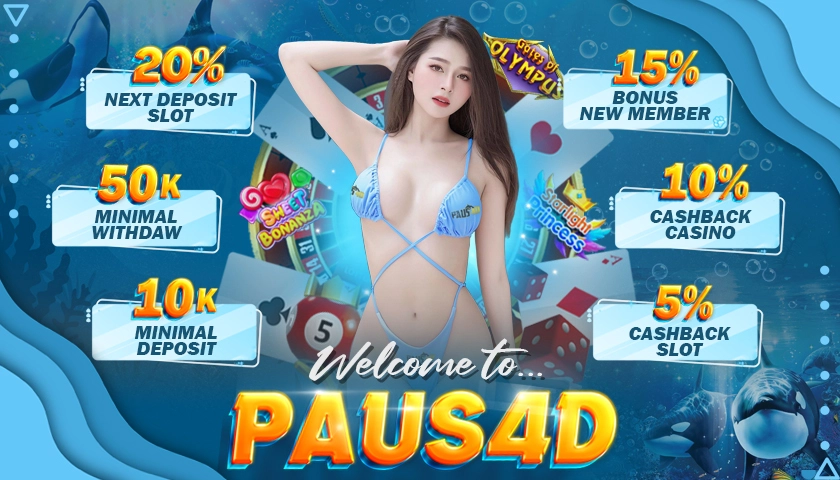 20%
NEXT DEPOSIT
SLOT
50K
MINIMAL
WITHDAW
10K
MINIMAL
DEPOSIT
15%
BONUS
NEW MEMBER
10%
CASHBACK
CASINO
5%
CASHBACK
SLOT
Gates of
OLYMPU
SWEET
BONANZA
Starlight
Princess
5
Welcome to...
PAUS4D